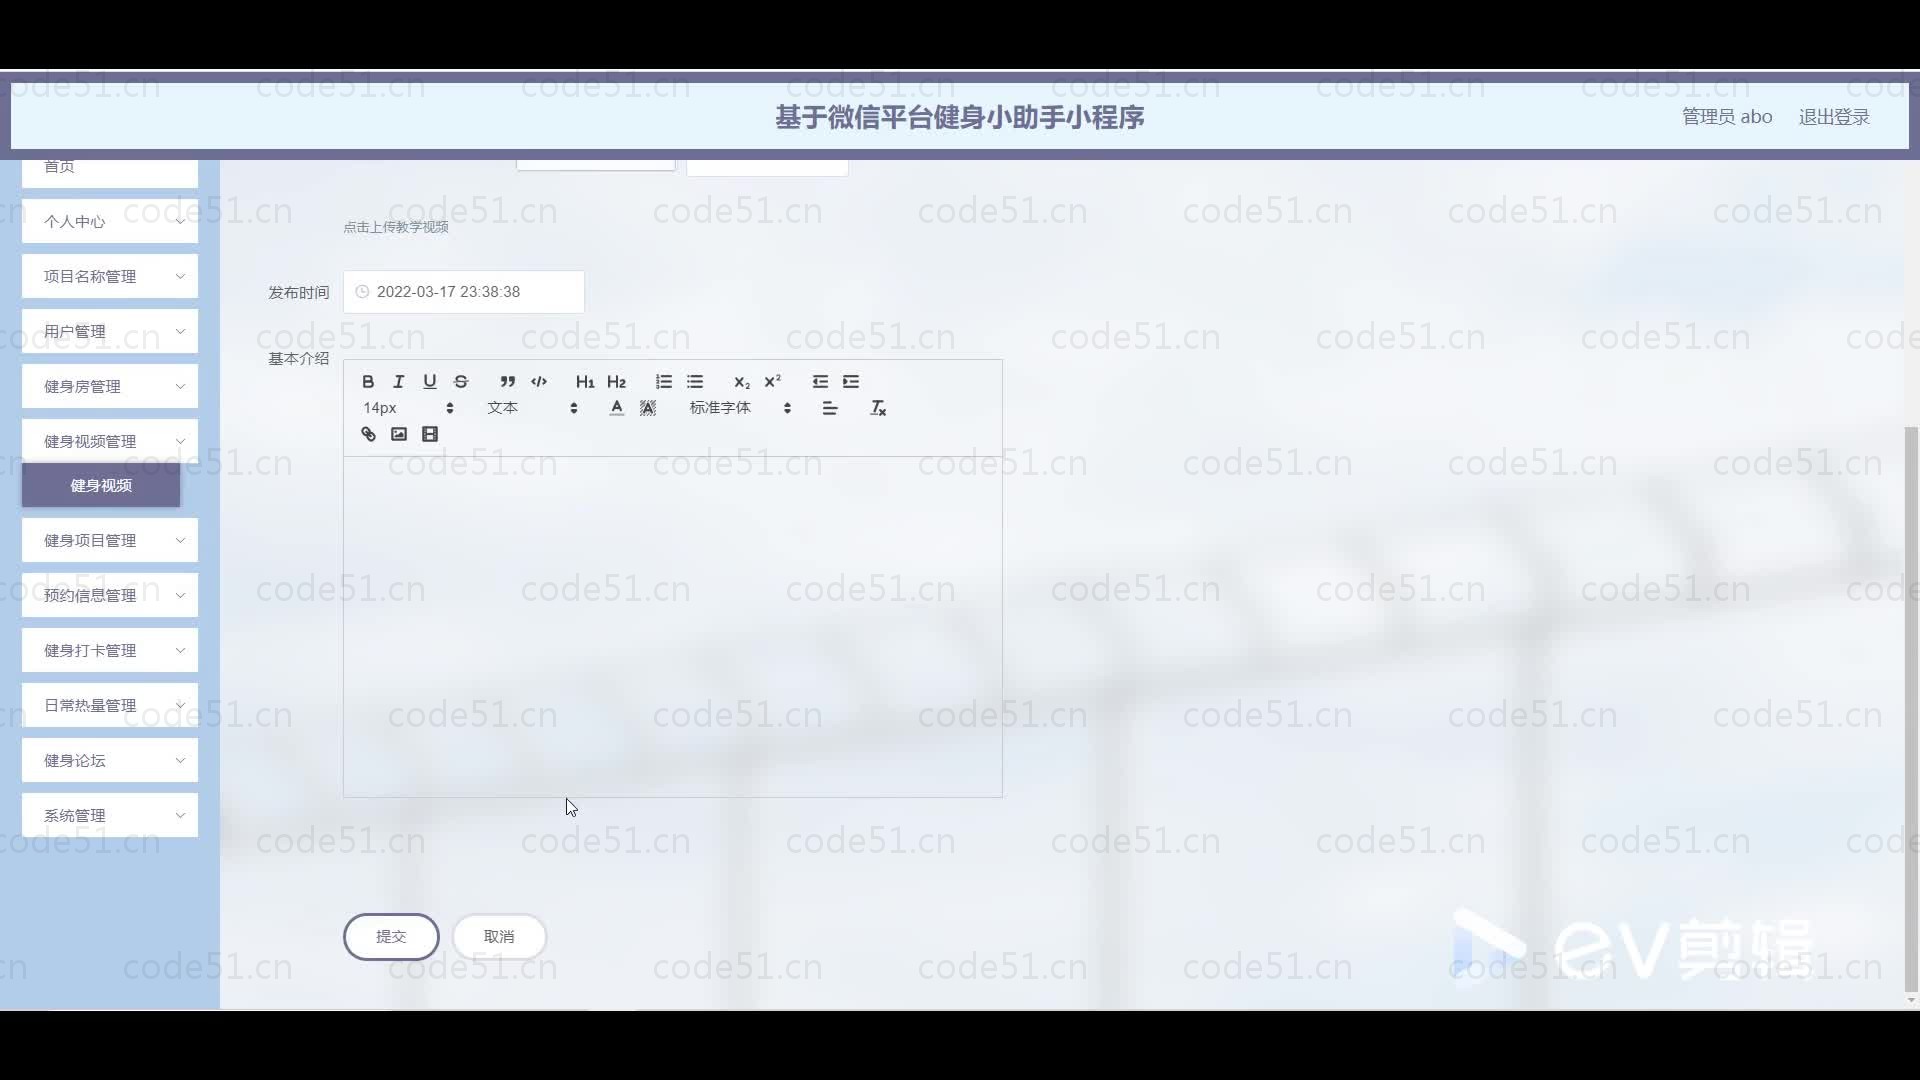 基于微信平台健身小助手小程序
管理员 abo
退出登录
首页
个人中心
项目名称管理
用户管理
健身房管理
健身视频管理
健身视频
健身项目管理
预约信息管理
健身打卡管理
日常热量管理
健身论坛
系统管理
点击上传教学视频
发布时间
2022-03-17 23:38:38
基本介绍
B I U S H1 H2 X2 X2
14px 文本 A A 标准字体 Tx
提交
取消
ev剪辑
code51.cn